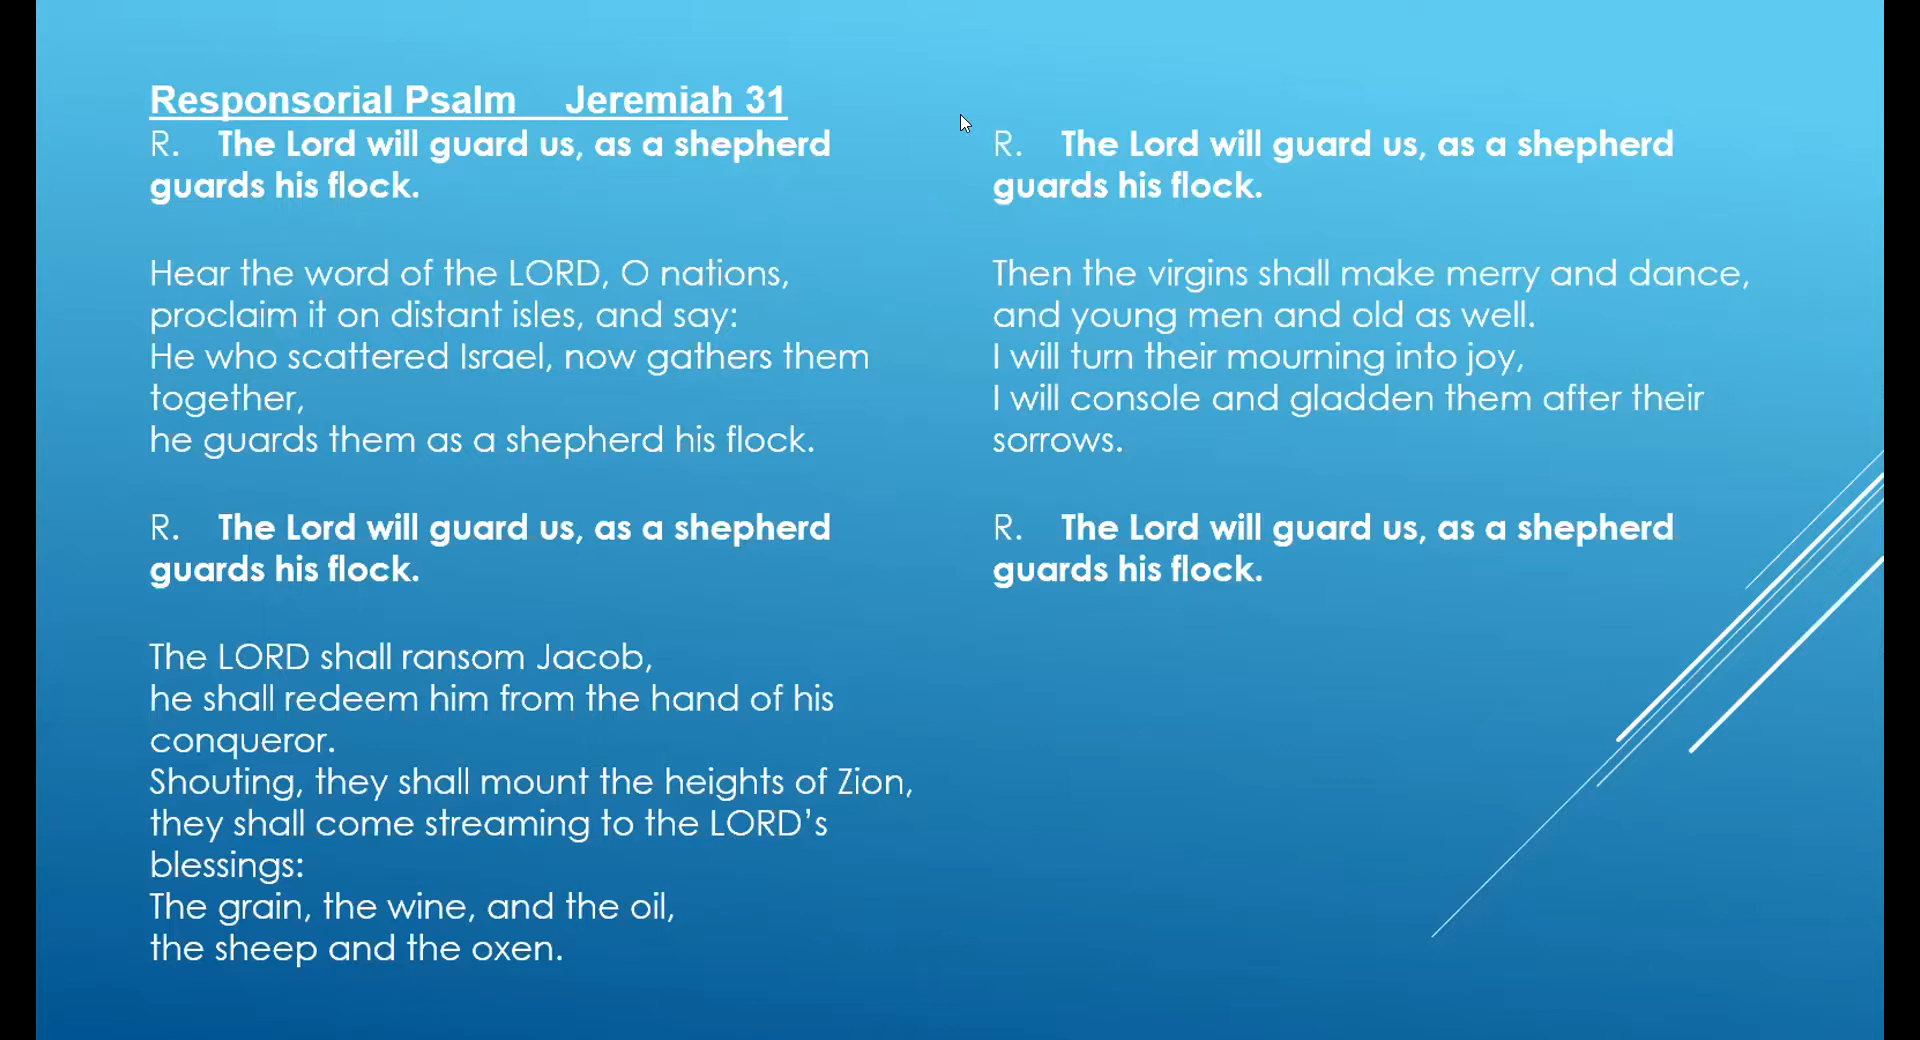 Responsorial Psalm Jeremiah 31
R. The Lord will guard us, as a shepherd
guards his flock.
Hear the word of the LORD, O nations,
proclaim it on distant isles, and say:
He who scattered Israel, now gathers them
together,
he guards them as a shepherd his flock.
R. The Lord will guard us, as a shepherd
guards his flock.
The LORD shall ransom Jacob,
he shall redeem him from the hand of his
conqueror.
Shouting, they shall mount the heights of Zion,
they shall come streaming to the LORD’s
blessings:
The grain, the wine, and the oil,
the sheep and the oxen.
R. The Lord will guard us, as a shepherd
guards his flock.
Then the virgins shall make merry and dance,
and young men and old as well.
I will turn their mourning into joy,
I will console and gladden them after their
sorrows.
R. The Lord will guard us, as a shepherd
guards his flock.